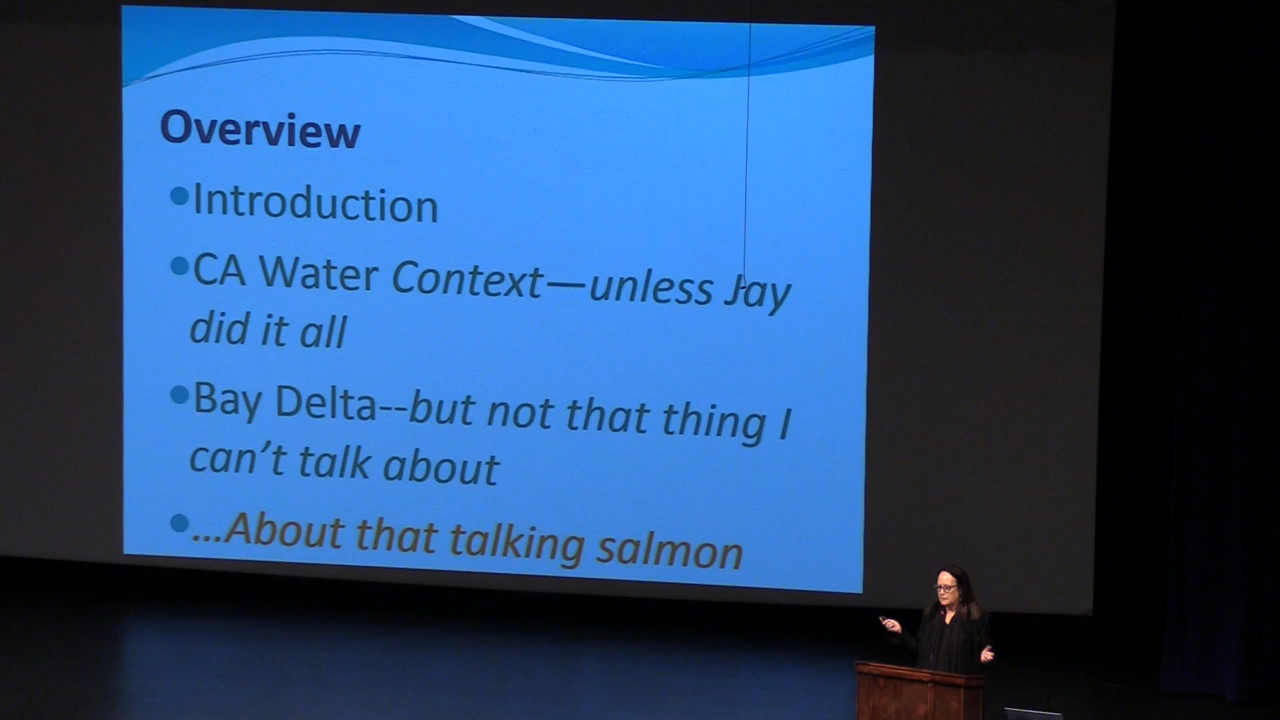 Overview
Introduction
CA Water Context—unless Jay
did it all
Bay Delta--but not that thing I
can't talk about
...About that talking salmon